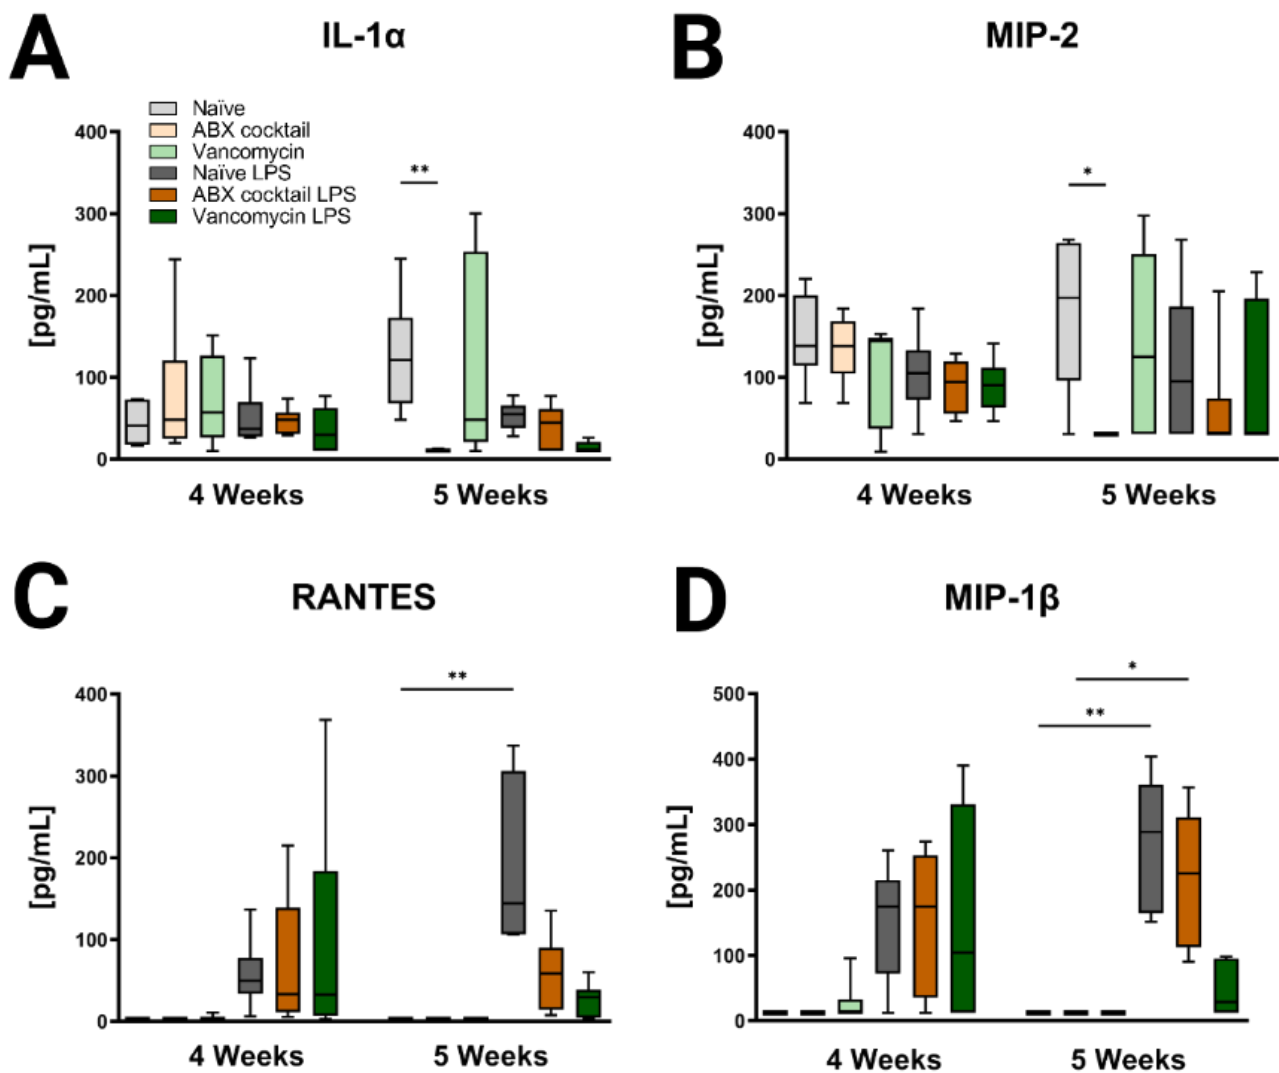 A
IL-1α
Naïve
ABX cocktail
Vancomycin
Naïve LPS
ABX cocktail LPS
Vancomycin LPS
400
300
200
100
0
[pg/mL]
**
4 Weeks
5 Weeks
B
MIP-2
400
300
200
100
0
[pg/mL]
*
4 Weeks
5 Weeks
C
RANTES
400
300
200
100
0
[pg/mL]
**
4 Weeks
5 Weeks
D
MIP-1β
500
400
300
200
100
0
[pg/mL]
*
**
4 Weeks
5 Weeks